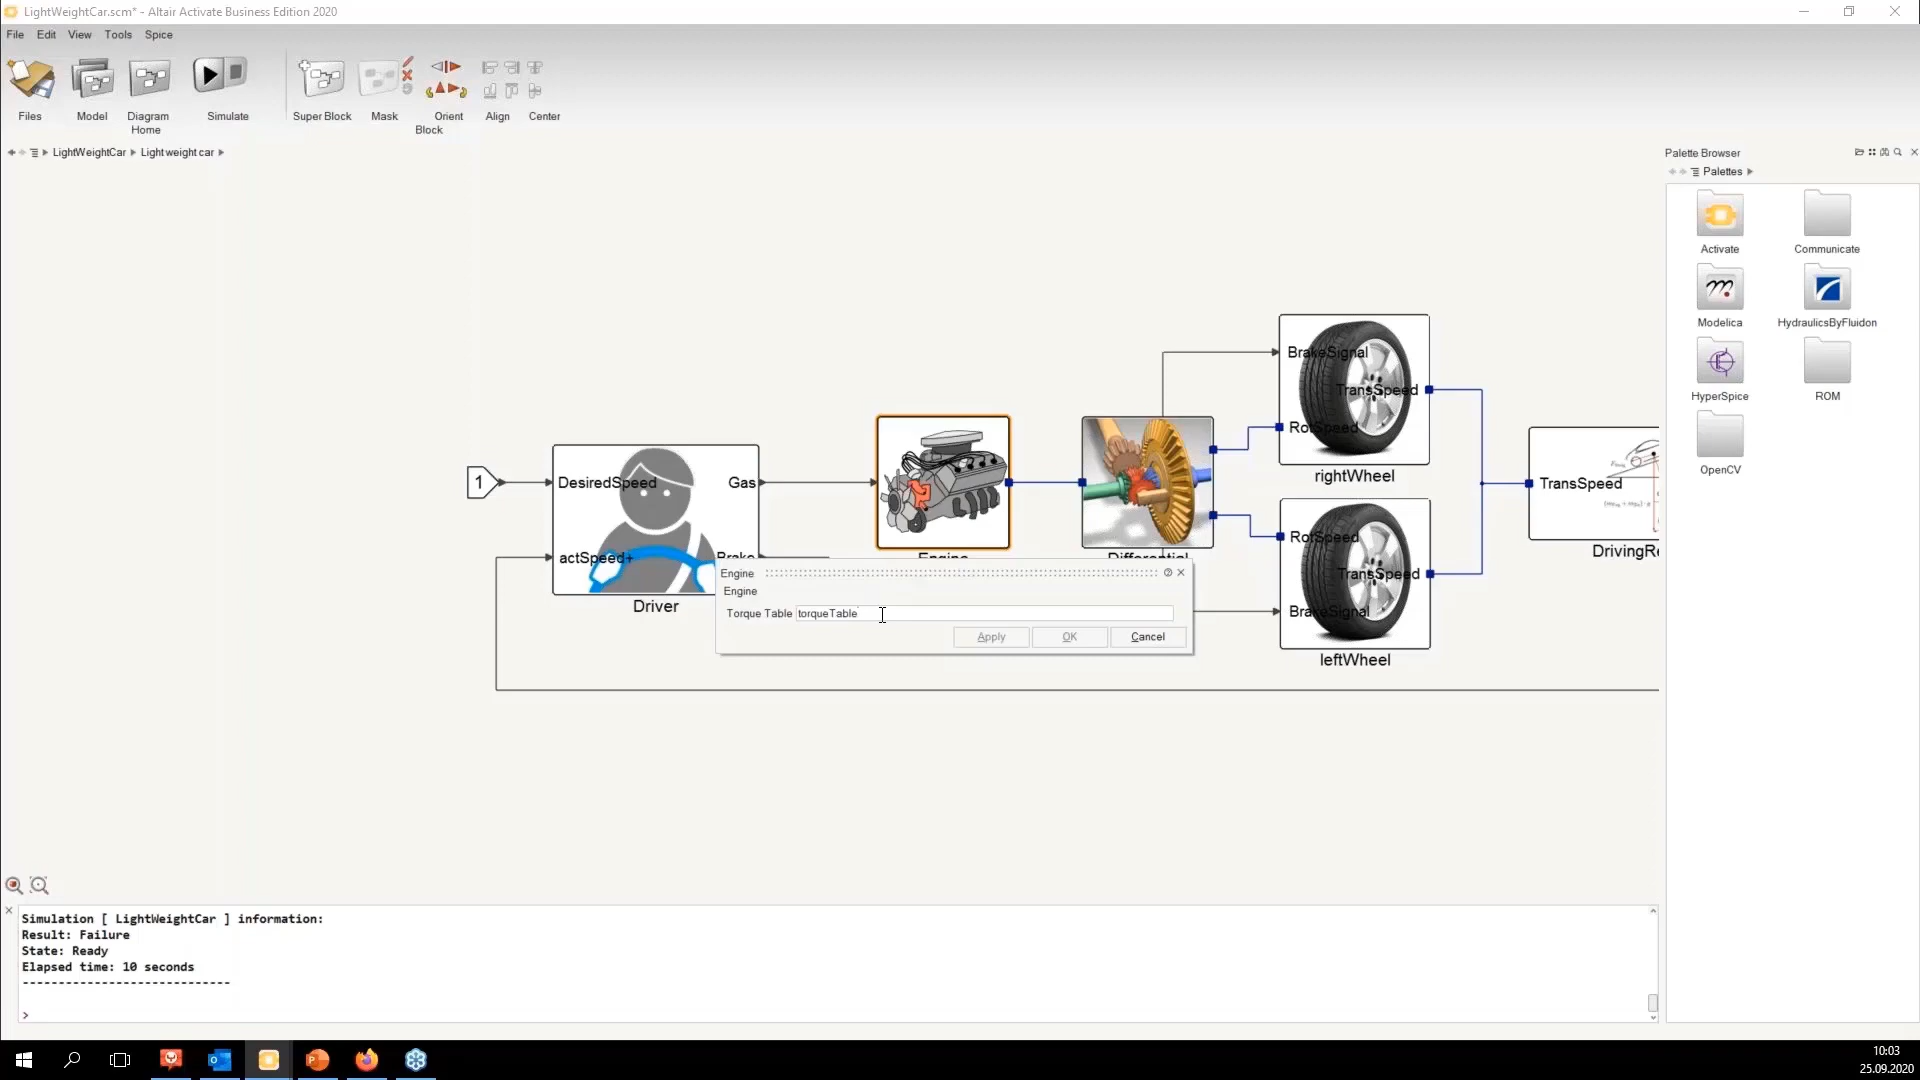 LightWeightCar.scm* - Altair Activate Business Edition 2020
File Edit View Tools Spice
Files Model Diagram Simulate Super Block Mask Orient Align Center
Home Block
LightWeightCar Light weight car
Palette Browser
Palettes
Activate Communicate
Modelica HydraulicsByFluidon
HyperSpice ROM
OpenCV
1
DesiredSpeed Gas
actSpeed+ Brake
Driver
Engine
Differential
BrakeSignal
TransSpeed
RotSpeed
rightWheel
RotSpeed
TransSpeed
BrakeSignal
leftWheel
TransSpeed
DrivingRe
Engine
Engine
Torque Table torqueTable
Apply OK Cancel
Simulation [ LightWeightCar ] information:
Result: Failure
State: Ready
Elapsed time: 10 seconds
-----------------------------
>
10:03
25.09.2020